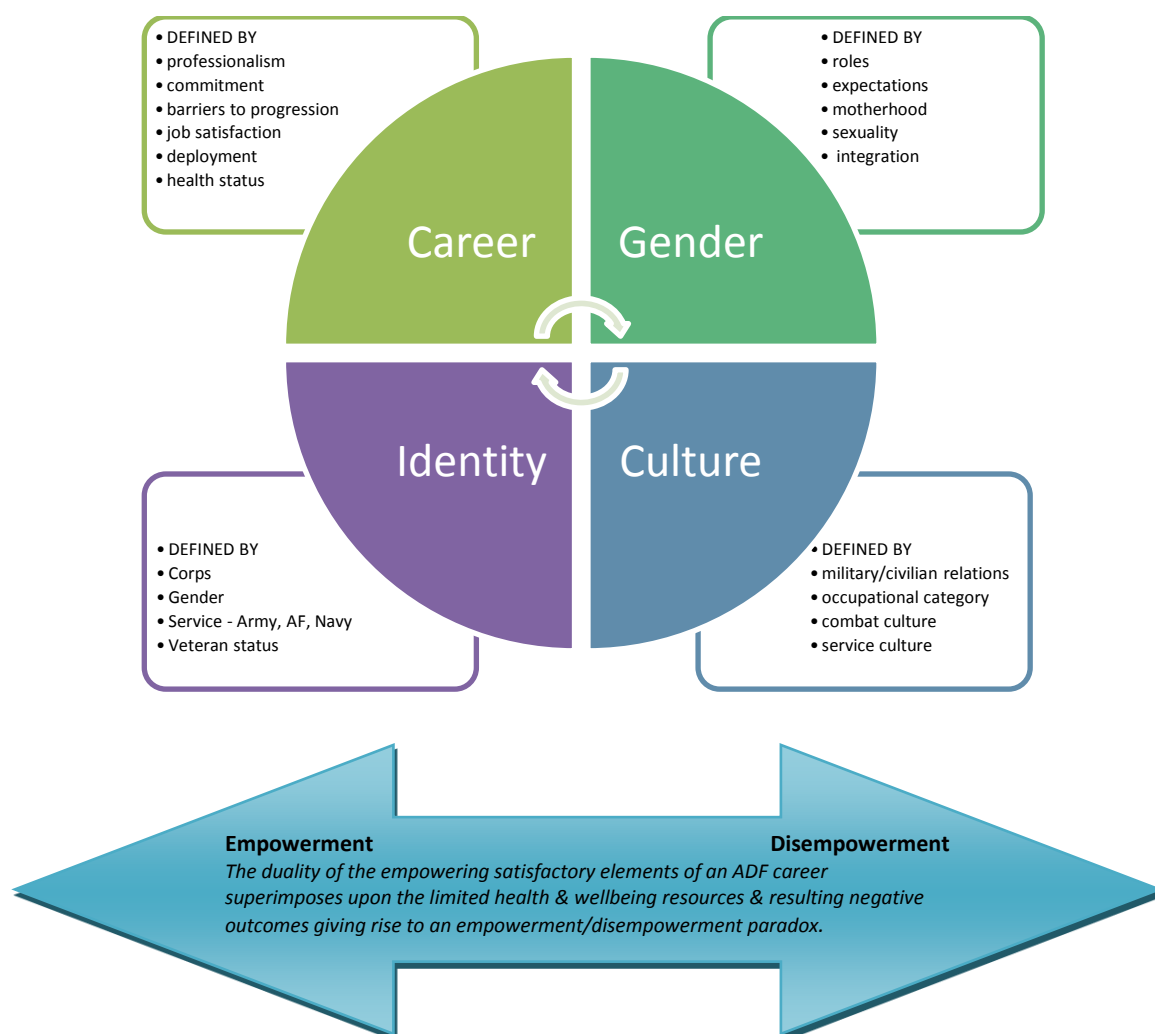 • DEFINED BY
• professionalism
• commitment
• barriers to progression
• job satisfaction
• deployment
• health status
• DEFINED BY
• roles
• expectations
• motherhood
• sexuality
• integration
Career
Gender
Identity
Culture
• DEFINED BY
• Corps
• Gender
• Service - Army, AF, Navy
• Veteran status
• DEFINED BY
• military/civilian relations
• occupational category
• combat culture
• service culture
Empowerment
Disempowerment
The duality of the empowering satisfactory elements of an ADF career
superimposes upon the limited health & wellbeing resources & resulting negative
outcomes giving rise to an empowerment/disempowerment paradox.